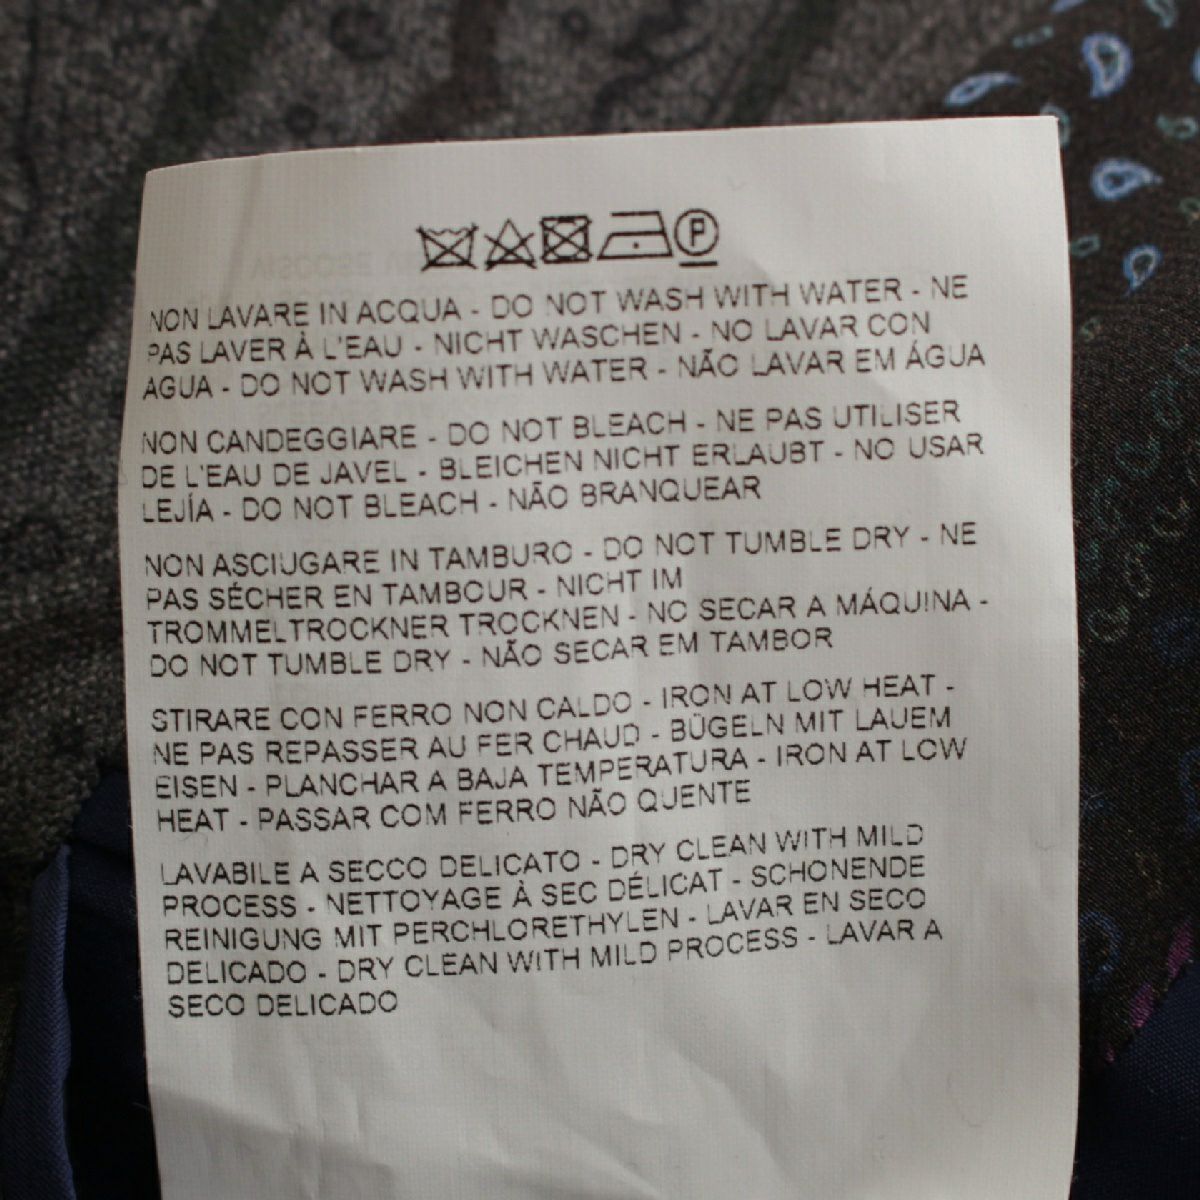 P
NON LAVARE IN ACQUA - DO NOT WASH WITH WATER - NE
PAS LAVER À L'EAU - NICHT WASCHEN - NO LAVAR CON
AGUA - DO NOT WASH WITH WATER - NÃO LAVAR EM ÁGUA
NON CANDEGGIARE - DO NOT BLEACH - NE PAS UTILISER
DE L'EAU DE JAVEL - BLEICHEN NICHT ERLAUBT - NO USAR
LEJÍA - DO NOT BLEACH - NÃO BRANQUEAR
NON ASCIUGARE IN TAMBURO - DO NOT TUMBLE DRY - NE
PAS SÉCHER EN TAMBOUR - NICHT IM
TROMMELTROCKNER TROCKNEN - NO SECAR A MÁQUINA -
DO NOT TUMBLE DRY - NÃO SECAR EM TAMBOR
STIRARE CON FERRO NON CALDO - IRON AT LOW HEAT -
NE PAS REPASSER AU FER CHAUD - BÜGELN MIT LAUEM
EISEN - PLANCHAR A BAJA TEMPERATURA - IRON AT LOW
HEAT - PASSAR COM FERRO NÃO QUENTE
LAVABILE A SECCO DELICATO - DRY CLEAN WITH MILD
PROCESS - NETTOYAGE À SEC DÉLICAT - SCHONENDE
REINIGUNG MIT PERCHLORETHYLEN - LAVAR EN SECO
DELICADO - DRY CLEAN WITH MILD PROCESS - LAVAR A
SECO DELICADO